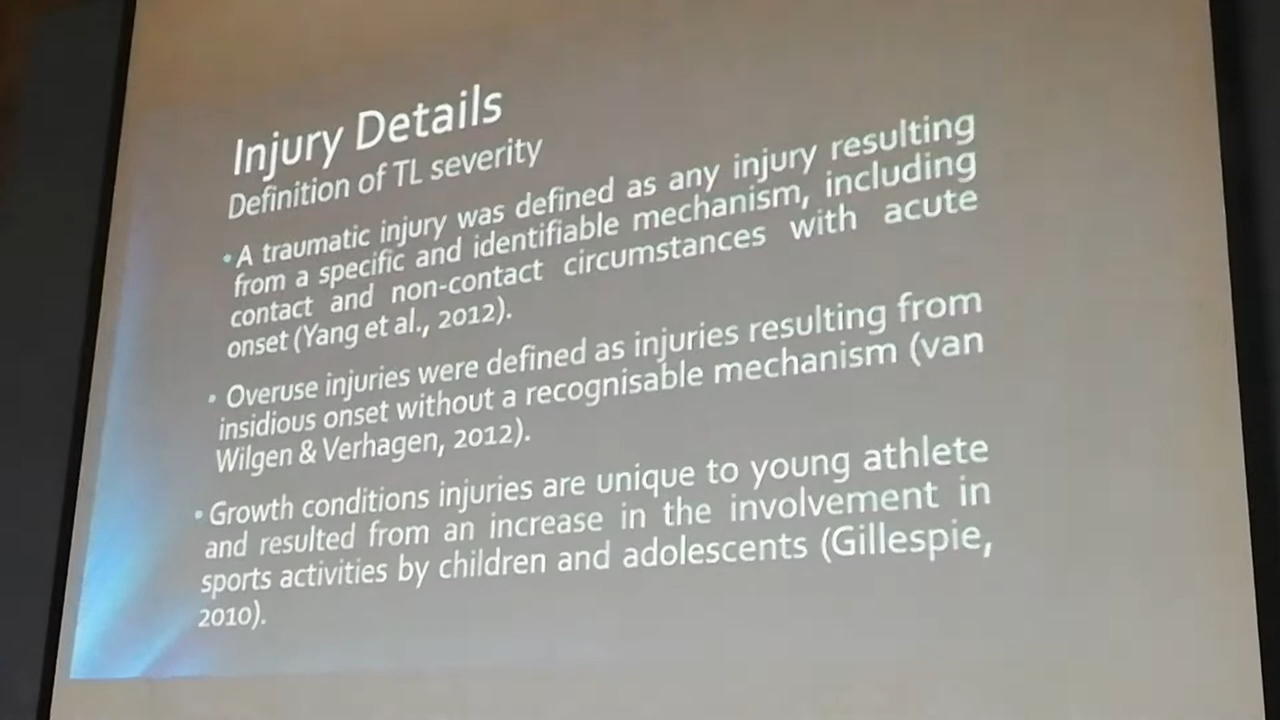 Injury Details
Definition of TL severity
• A traumatic injury was defined as any injury resulting
from a specific and identifiable mechanism, including
contact and non-contact circumstances with acute
onset (Yang et al., 2012).
• Overuse injuries were defined as injuries resulting from
insidious onset without a recognisable mechanism (van
Wilgen & Verhagen, 2012).
• Growth conditions injuries are unique to young athlete
and resulted from an increase in the involvement in
sports activities by children and adolescents (Gillespie,
2010).